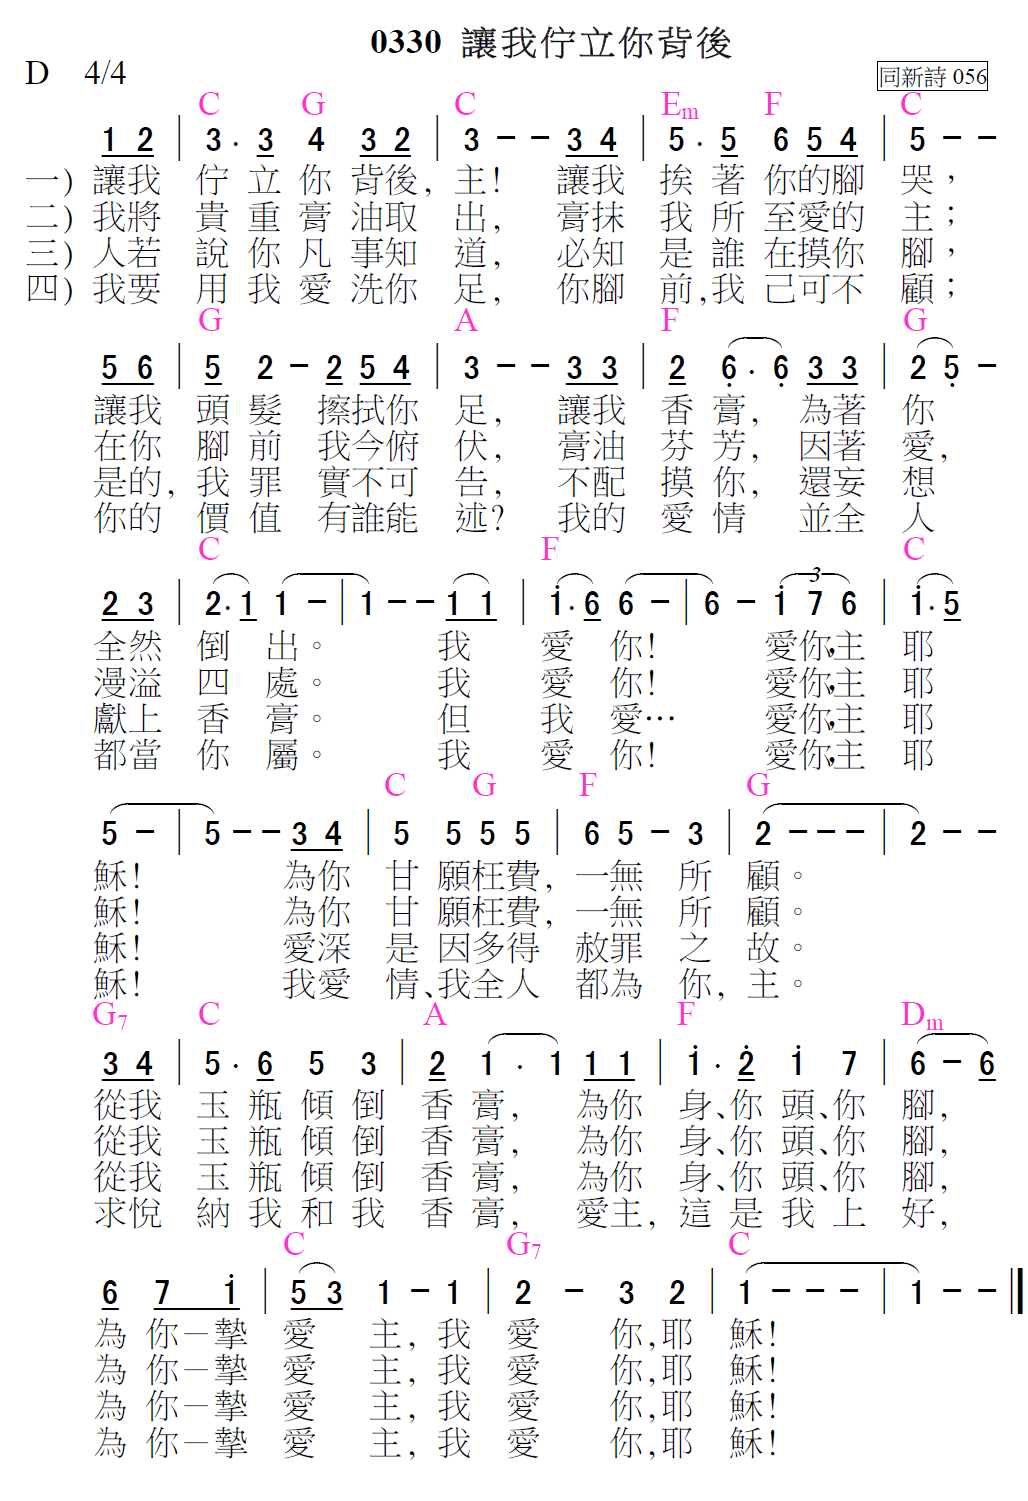 0330 讓我佇立你背後
D 4/4 同新詩 056
C G C Em F C
1 2 | 3 . 3 4 3 2 | 3 - - 3 4 | 5 . 5 6 5 4 | 5 - -
一) 讓我 佇 立 你 背後, 主! 讓我 挨 著 你的腳 哭,
二) 我將 貴 重 膏 油取 出, 膏抹 我 所 至愛的 主;
三) 人若 說 你 凡 事知 道, 必知 是 誰 在摸你 腳,
四) 我要 用 我 愛 洗你 足, 你腳 前,我 己可不 顧;
G A F G
5 6 | 5 2 - 2 5 4 | 3 - - 3 3 | 2 6̣ . 6̣ 3 3 | 2 5̣ -
讓我 頭 髮 擦拭你 足, 讓我 香 膏, 為著 你
在你 腳 前 我今俯 伏, 膏油 芬 芳, 因著 愛,
是的, 我 罪 實不可 告, 不配 摸 你, 還妄 想
你的 價 值 有誰能 述? 我的 愛 情 並全 人
C F C
3
2 3 | 2 . 1 1 - | 1 - - 1 1 | i . 6 6 - | 6 - i 7 6 | i . 5
全然 倒 出。 我 愛 你! 愛你,主 耶
漫溢 四 處。 我 愛 你! 愛你,主 耶
獻上 香 膏。 但 我 愛… 愛你,主 耶
都當 你 屬。 我 愛 你! 愛你,主 耶
C G F G
5 - | 5 - - 3 4 | 5 5 5 5 | 6 5 - 3 | 2 - - - | 2 - -
穌! 為你 甘 願枉費, 一無 所 顧。
穌! 為你 甘 願枉費, 一無 所 顧。
穌! 愛深 是 因多得 赦罪 之 故。
穌! 我愛 情、我全人 都為 你, 主。
G7 C A F Dm
3 4 | 5 . 6 5 3 | 2 1 . 1 1 1 | i . 2̇ i 7 | 6 - 6
從我 玉 瓶 傾 倒 香 膏, 為你 身、你 頭、你 腳,
從我 玉 瓶 傾 倒 香 膏, 為你 身、你 頭、你 腳,
從我 玉 瓶 傾 倒 香 膏, 為你 身、你 頭、你 腳,
求悅 納 我 和 我 香 膏, 愛主, 這 是 我 上 好,
C G7 C
6 7 i | 5 3 1 - 1 | 2 - 3 2 | 1 - - - | 1 - - ‖
為 你－摯 愛 主, 我 愛 你,耶 穌!
為 你－摯 愛 主, 我 愛 你,耶 穌!
為 你－摯 愛 主, 我 愛 你,耶 穌!
為 你－摯 愛 主, 我 愛 你,耶 穌!